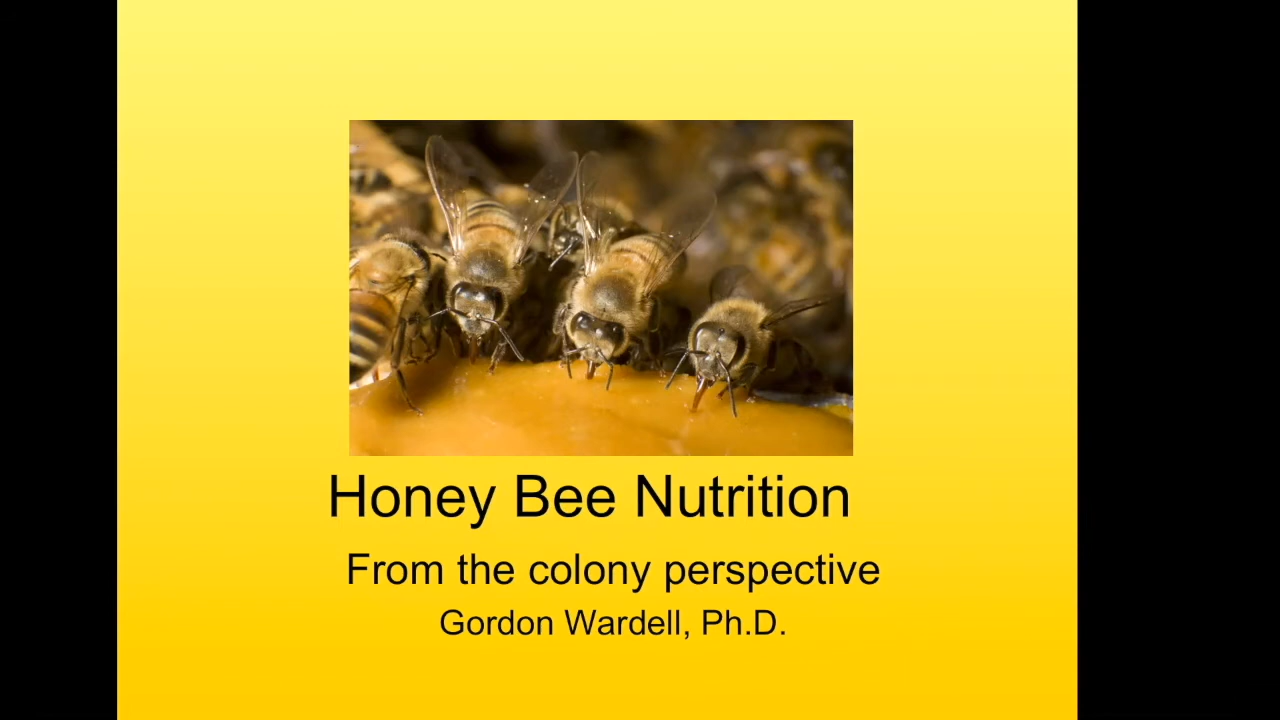 Honey Bee Nutrition
From the colony perspective
Gordon Wardell, Ph.D.